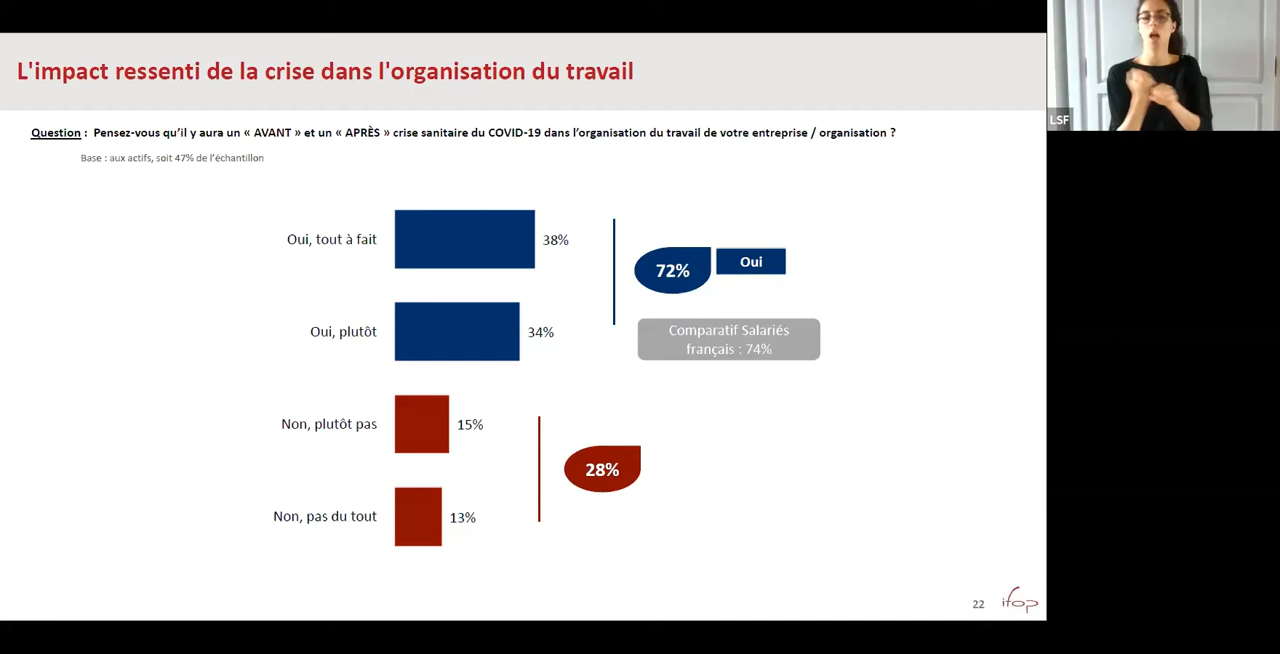 L'impact ressenti de la crise dans l'organisation du travail
LSF
Question : Pensez-vous qu'il y aura un « AVANT » et un « APRÈS » crise sanitaire du COVID-19 dans l'organisation du travail de votre entreprise / organisation ?
Base : aux actifs, soit 47% de l'échantillon
Oui, tout à fait
38%
72%
Oui
Oui, plutôt
34%
Comparatif Salariés
français : 74%
Non, plutôt pas
15%
28%
Non, pas du tout
13%
22
ifop